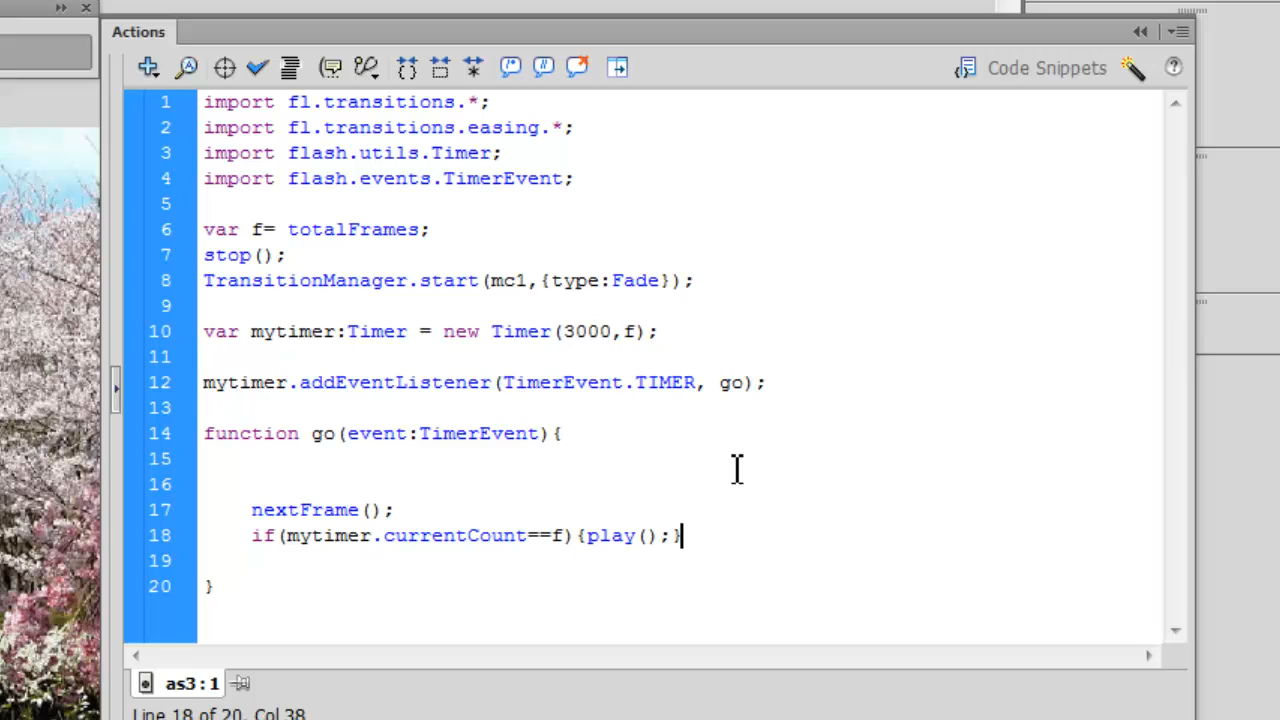 Actions
Code Snippets
1 import fl.transitions.*;
2 import fl.transitions.easing.*;
3 import flash.utils.Timer;
4 import flash.events.TimerEvent;
5
6 var f= totalFrames;
7 stop();
8 TransitionManager.start(mc1,{type:Fade});
9
10 var mytimer:Timer = new Timer(3000,f);
11
12 mytimer.addEventListener(TimerEvent.TIMER, go);
13
14 function go(event:TimerEvent){
15
16
17 nextFrame();
18 if(mytimer.currentCount==f){play();}
19
20 }
as3:1
Line 18 of 20, Col 38